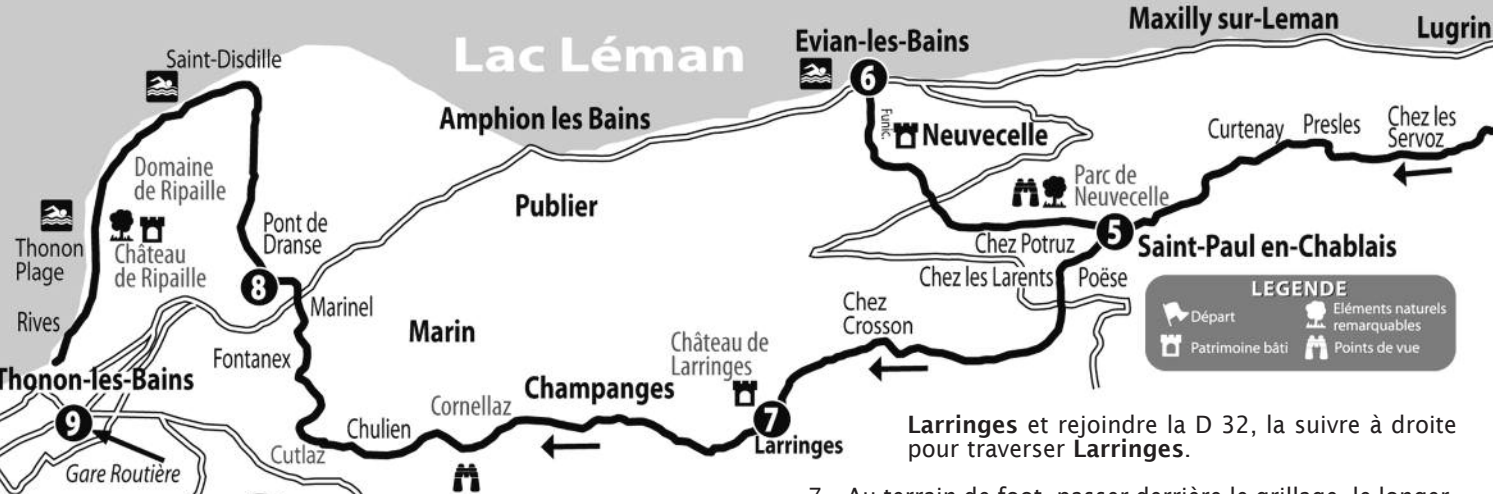 Maxilly sur-Leman
Lugrin
Evian-les-Bains
Lac Léman
Saint-Disdille
6
Amphion les Bains
Funic.
Neuvecelle
Curtenay
Presles
Chez les
Servoz
Domaine
de Ripaille
Parc de
Neuvecelle
Publier
Pont de
Dranse
5
Thonon
Plage
Château
de Ripaille
Chez Potruz
Saint-Paul en-Chablais
Chez les Larents
Poëse
8
Marinel
LEGENDE
Départ
Eléments naturels
remarquables
Patrimoine bâti
Points de vue
Rives
Marin
Chez
Crosson
Château de
Larringes
Fontanex
Thonon-les-Bains
Champanges
Cornellaz
9
Chulien
7
Larringes
Cutlaz
Gare Routière
Larringes et rejoindre la D 32, la suivre à droite
pour traverser Larringes.
7 - Au terrain de foot, passer derrière le grillage, le longer